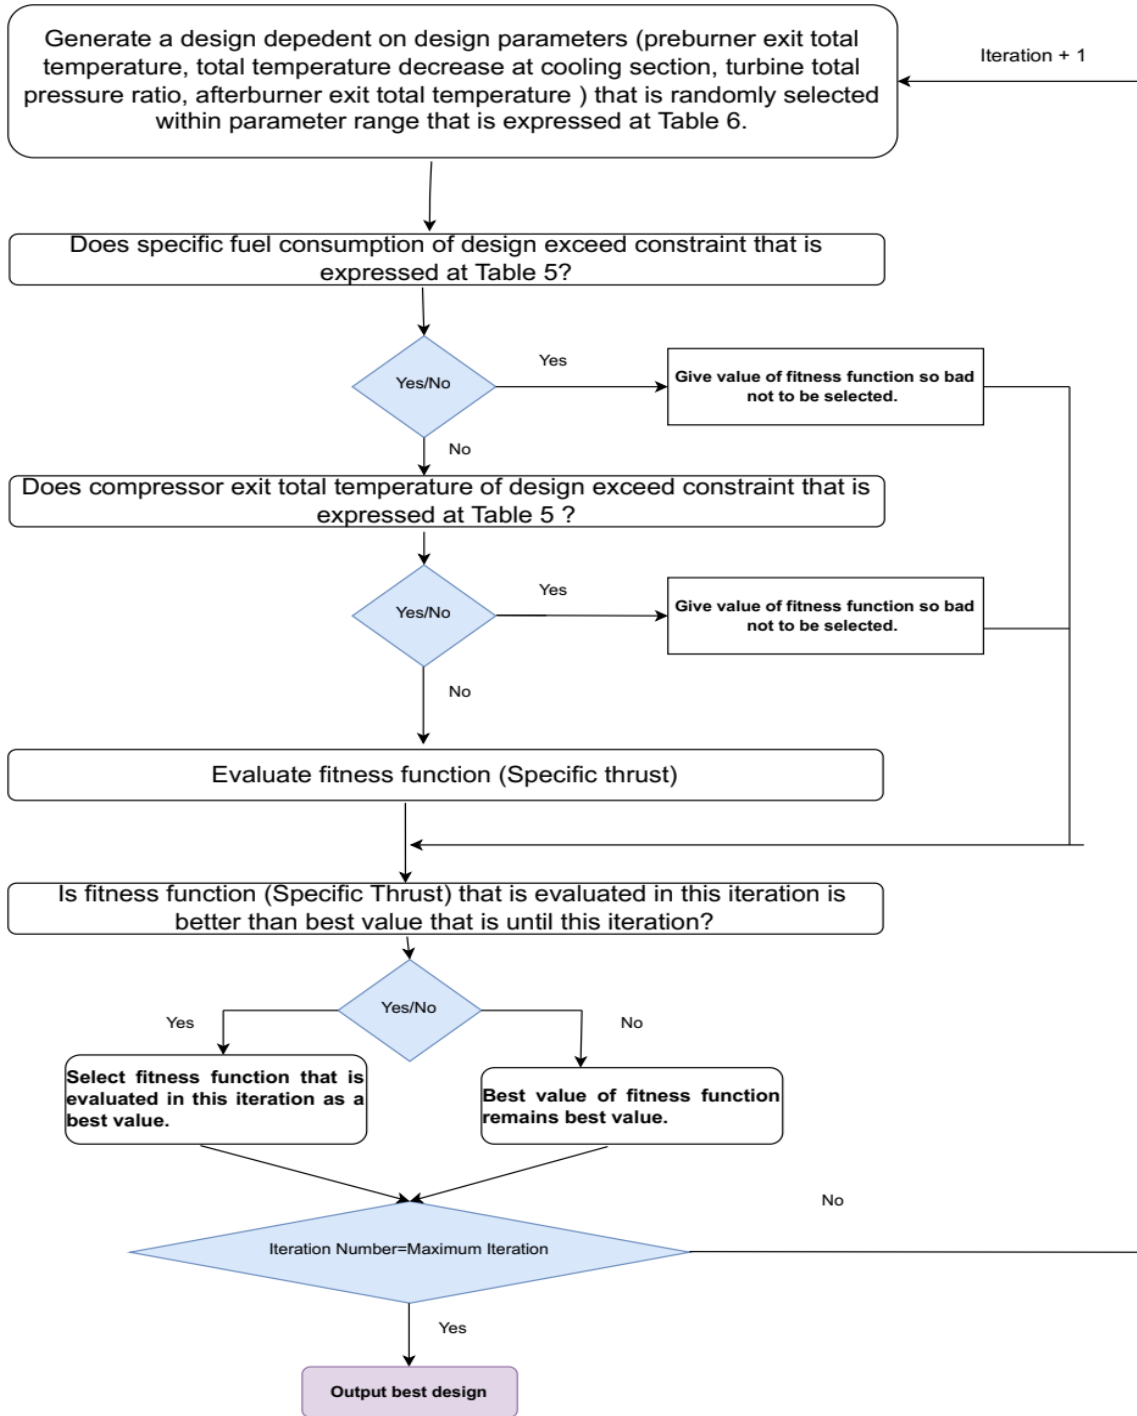 Generate a design depedent on design parameters (preburner exit total
temperature, total temperature decrease at cooling section, turbine total
pressure ratio, afterburner exit total temperature ) that is randomly selected
within parameter range that is expressed at Table 6.
Iteration + 1
Does specific fuel consumption of design exceed constraint that is
expressed at Table 5?
Yes/No
Yes
Give value of fitness function so bad
not to be selected.
No
Does compressor exit total temperature of design exceed constraint that is
expressed at Table 5 ?
Yes/No
Yes
Give value of fitness function so bad
not to be selected.
No
Evaluate fitness function (Specific thrust)
Is fitness function (Specific Thrust) that is evaluated in this iteration is
better than best value that is until this iteration?
Yes/No
Yes
No
Select fitness function that is
evaluated in this iteration as a
best value.
Best value of fitness function
remains best value.
No
Iteration Number=Maximum Iteration
Yes
Output best design